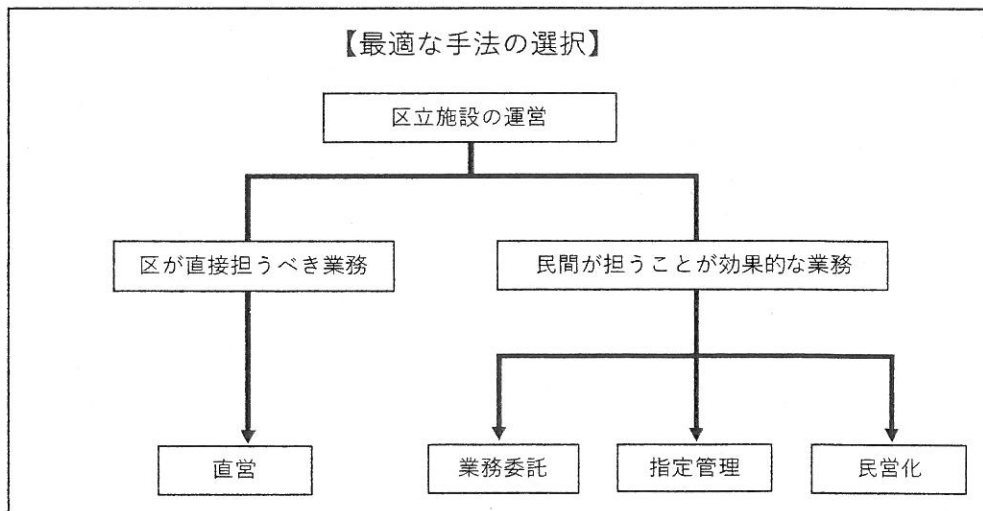 【最適な手法の選択】
区立施設の運営
区が直接担うべき業務
民間が担うことが効果的な業務
直営
業務委託
指定管理
民営化